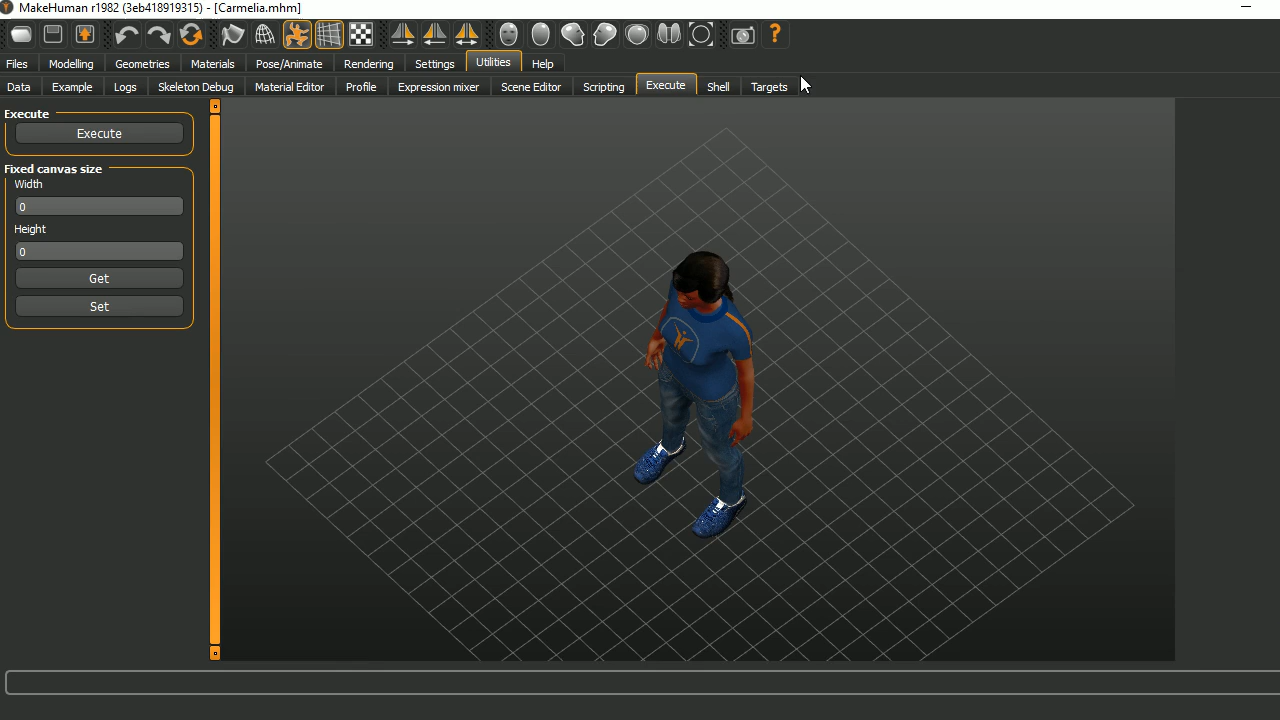 MakeHuman r1982 (3eb418919315) - [Carmelia.mhm]
Files Modelling Geometries Materials Pose/Animate Rendering Settings Utilities Help
Data Example Logs Skeleton Debug Material Editor Profile Expression mixer Scene Editor Scripting Execute Shell Targets
Execute
Execute
Fixed canvas size
Width
0
Height
0
Get
Set